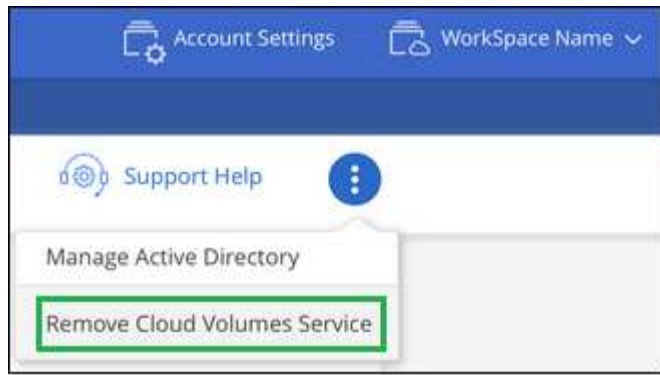 Account Settings
WorkSpace Name
Support Help
Manage Active Directory
Remove Cloud Volumes Service